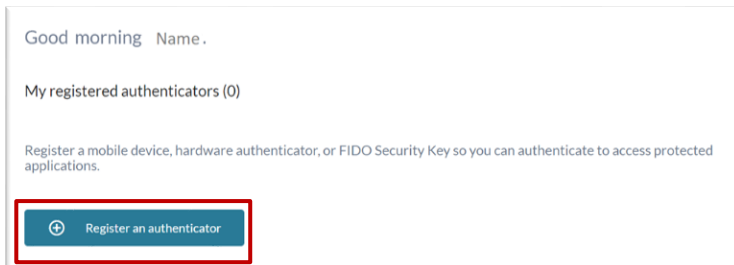 Good morning Name.
My registered authenticators (0)
Register a mobile device, hardware authenticator, or FIDO Security Key so you can authenticate to access protected
applications.
Register an authenticator